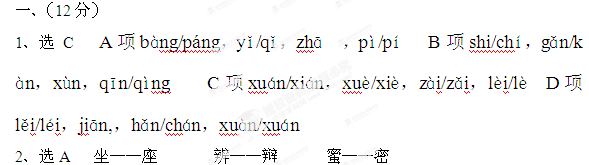 一、（12分）
1、选 C A 项 bàng/páng，yǐ/qǐ，zhā ，pì/pí B 项 shi/chí，gǎn/k
àn，xùn，qīn/qìng C 项 xuán/xián，xuè/xiè，zài/zǎi，lèi/lè D 项
lěi/léi，jiān,，hǎn/chán，xuàn/xuán
2、选 A 坐——座 辨——辩 蜜——密